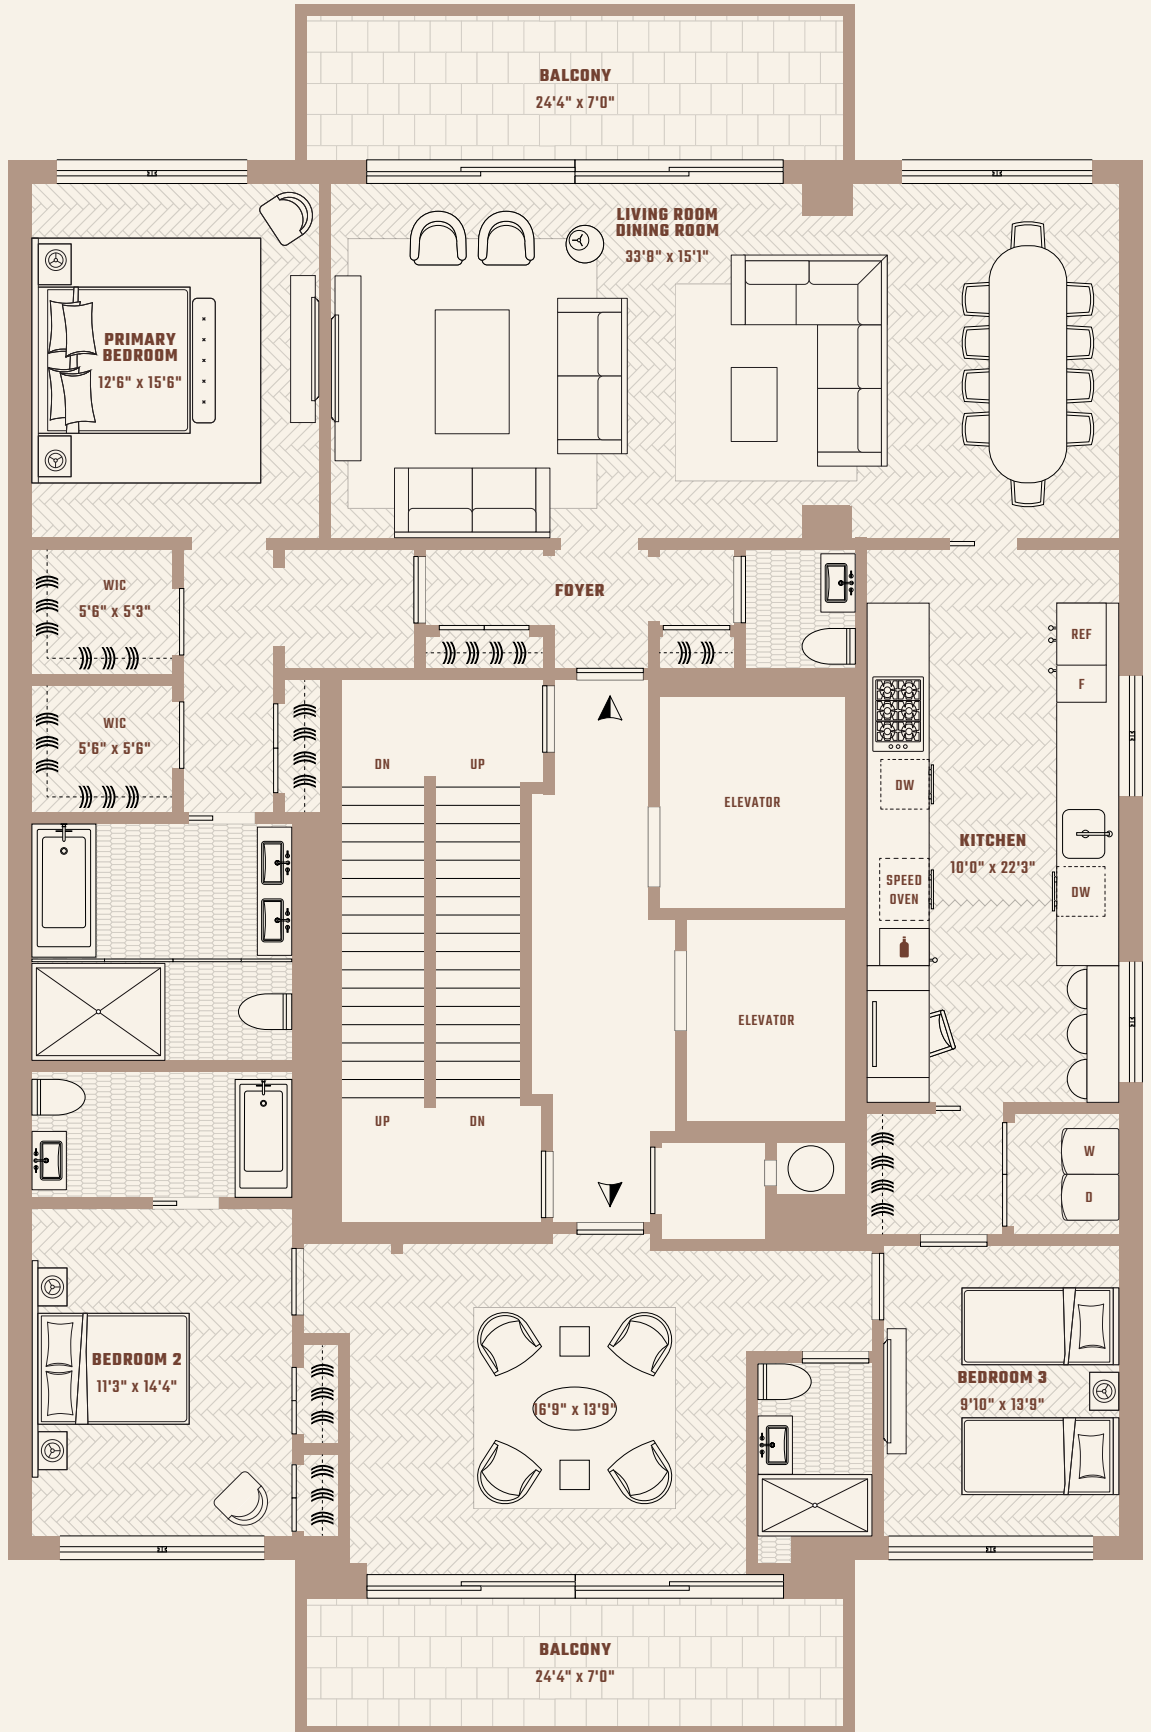 BALCONY
24'4" x 7'0"
LIVING ROOM
DINING ROOM
33'8" x 15'1"
PRIMARY
BEDROOM
12'6" x 15'6"
WIC
5'6" x 5'3"
FOYER
REF
F
WIC
5'6" x 5'6"
DN
UP
ELEVATOR
DW
KITCHEN
10'0" x 22'3"
SPEED
OVEN
DW
ELEVATOR
UP
DN
W
D
BEDROOM 2
11'3" x 14'4"
16'9" x 13'9"
BEDROOM 3
9'10" x 13'9"
BALCONY
24'4" x 7'0"